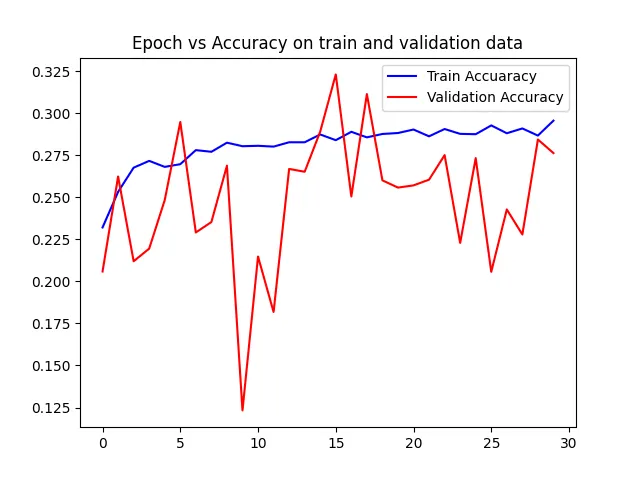 Epoch vs Accuracy on train and validation data
Train Accuaracy
Validation Accuracy
0.325
0.300
0.275
0.250
0.225
0.200
0.175
0.150
0.125
0 5 10 15 20 25 30